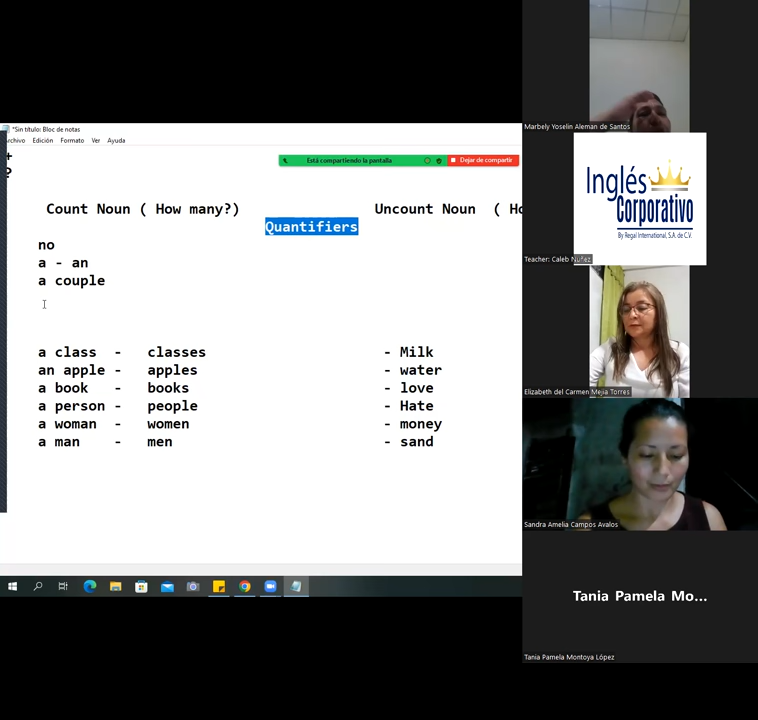 *Sin título: Bloc de notas
Archivo Edición Formato Ver Ayuda
+
?
Está compartiendo la pantalla Dejar de compartir
Count Noun ( How many?) Uncount Noun ( Ho
Quantifiers
no
a - an
a couple
a class - classes - Milk
an apple - apples - water
a book - books - love
a person - people - Hate
a woman - women - money
a man - men - sand
Marbely Yoselin Aleman de Santos
Inglés
Corporativo
By Regal International, S.A. de C.V.
Teacher: Caleb Nuñez
Elizabeth del Carmen Mejia Torres
Sandra Amelia Campos Avalos
Tania Pamela Mo...
Tania Pamela Montoya López